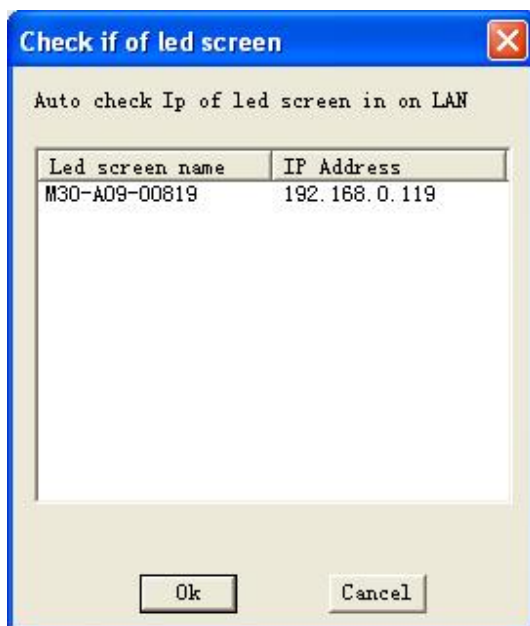 Check if of led screen
Auto check Ip of led screen in on LAN
Led screen name IP Address
M30-A09-00819 192.168.0.119
Ok Cancel